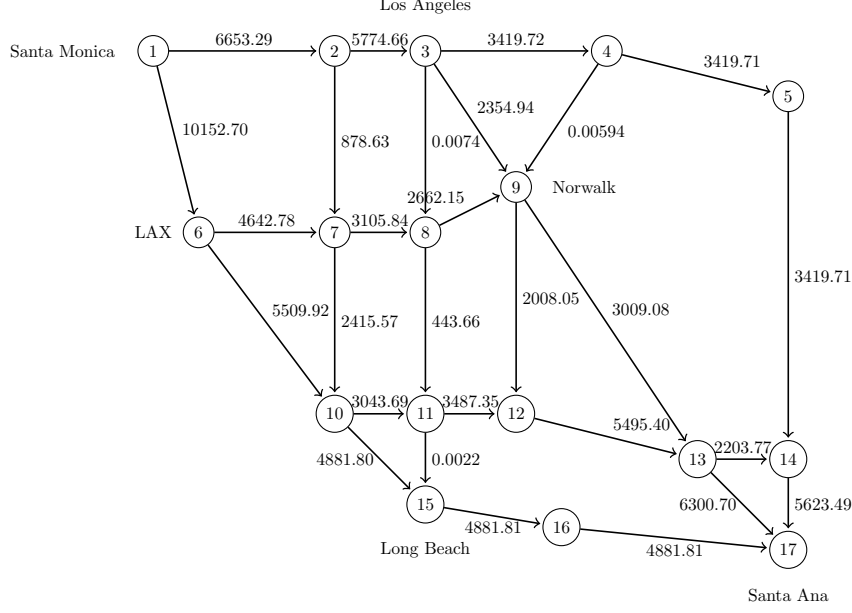 Los Angeles
Santa Monica 1 6653.29 2 5774.66 3 3419.72 4
3419.71
5
2354.94
10152.70 878.63 0.0074 0.00594
9 Norwalk
2662.15
LAX 6 4642.78 7 3105.84 8
3419.71
2008.05 3009.08
5509.92 2415.57 443.66
10 3043.69 11 3487.35 12
5495.40
13 2203.77 14
4881.80 0.0022
15 6300.70 5623.49
4881.81 16
Long Beach 4881.81 17
Santa Ana